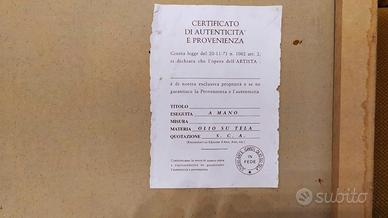 CERTIFICATO
DI AUTENTICITA'
E PROVENIENZA
legge del 20-11-71 n. 1062 art. 2,
si dichiara che l'opera dell'ARTISTA
è di nostra esclusiva proprietà e se ne
garantisce la Provenienza e l'autenticità
TITOLO
ESEGUITA A MANO
MISURA
MATERIA OLIO SU TELA
QUOTAZIONE S. C. A.
IN
FEDE
subito